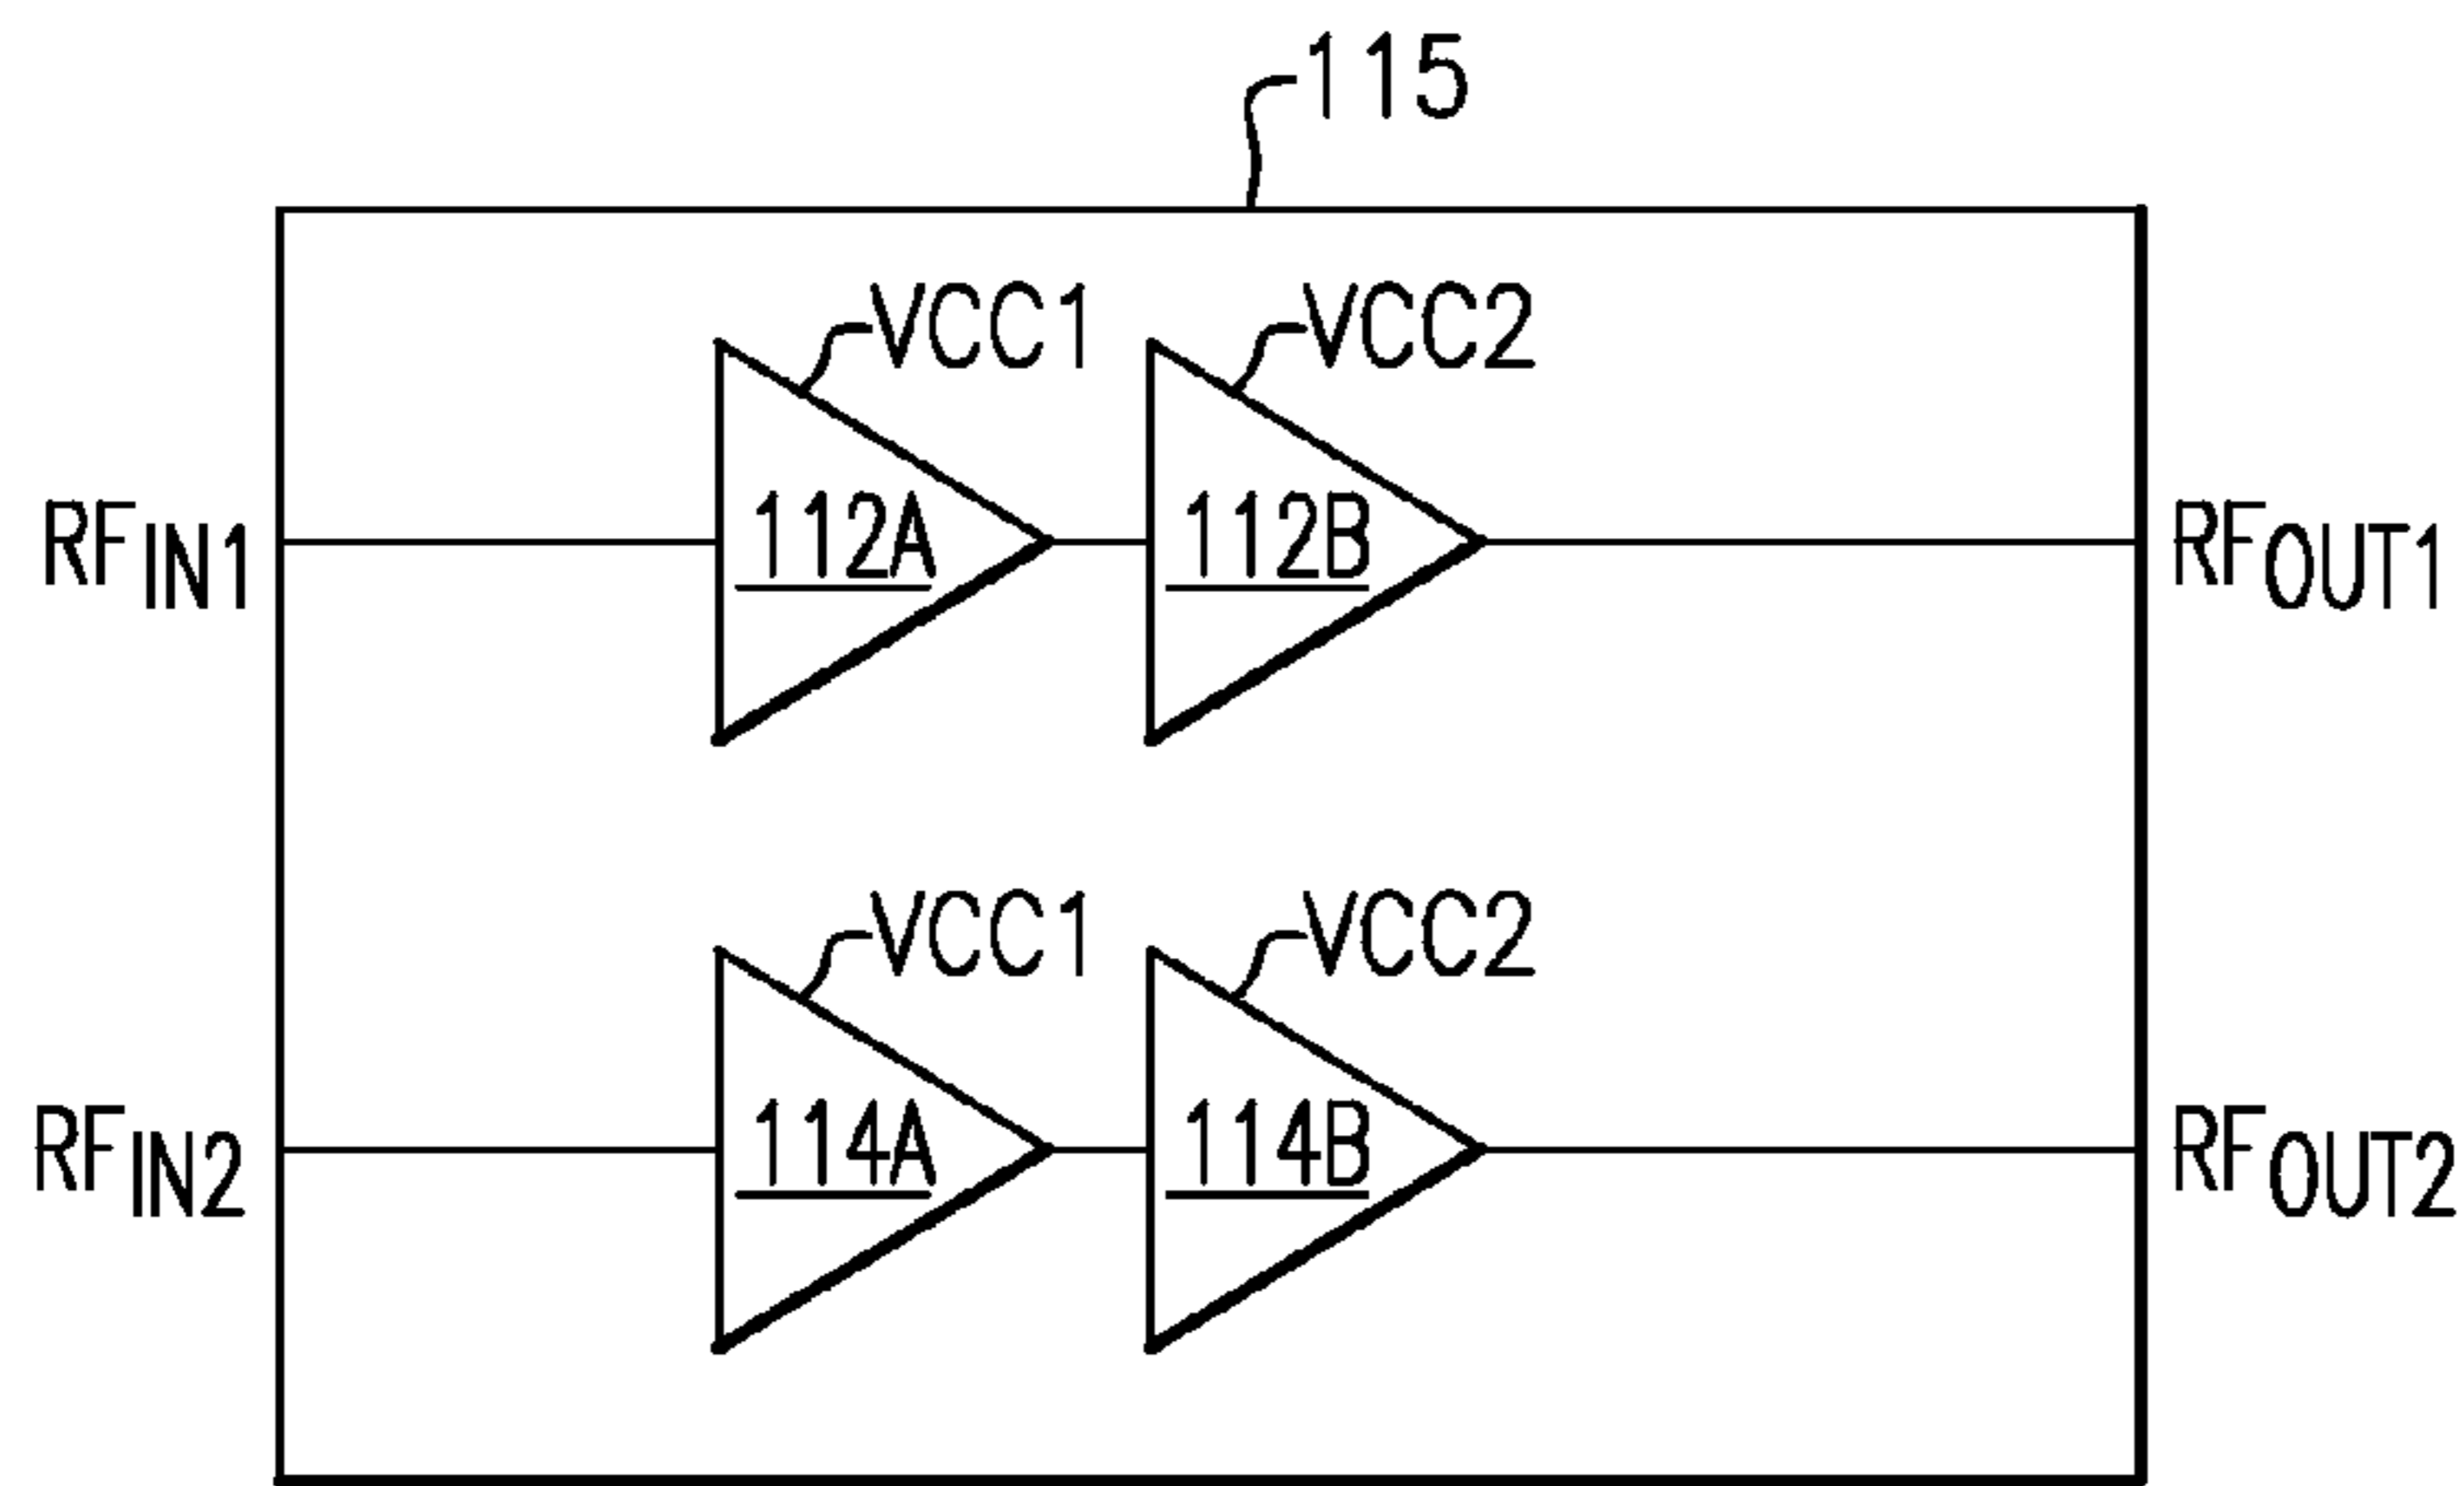 115
VCC1 VCC2
RFIN1 112A 112B RFOUT1
VCC1 VCC2
RFIN2 114A 114B RFOUT2